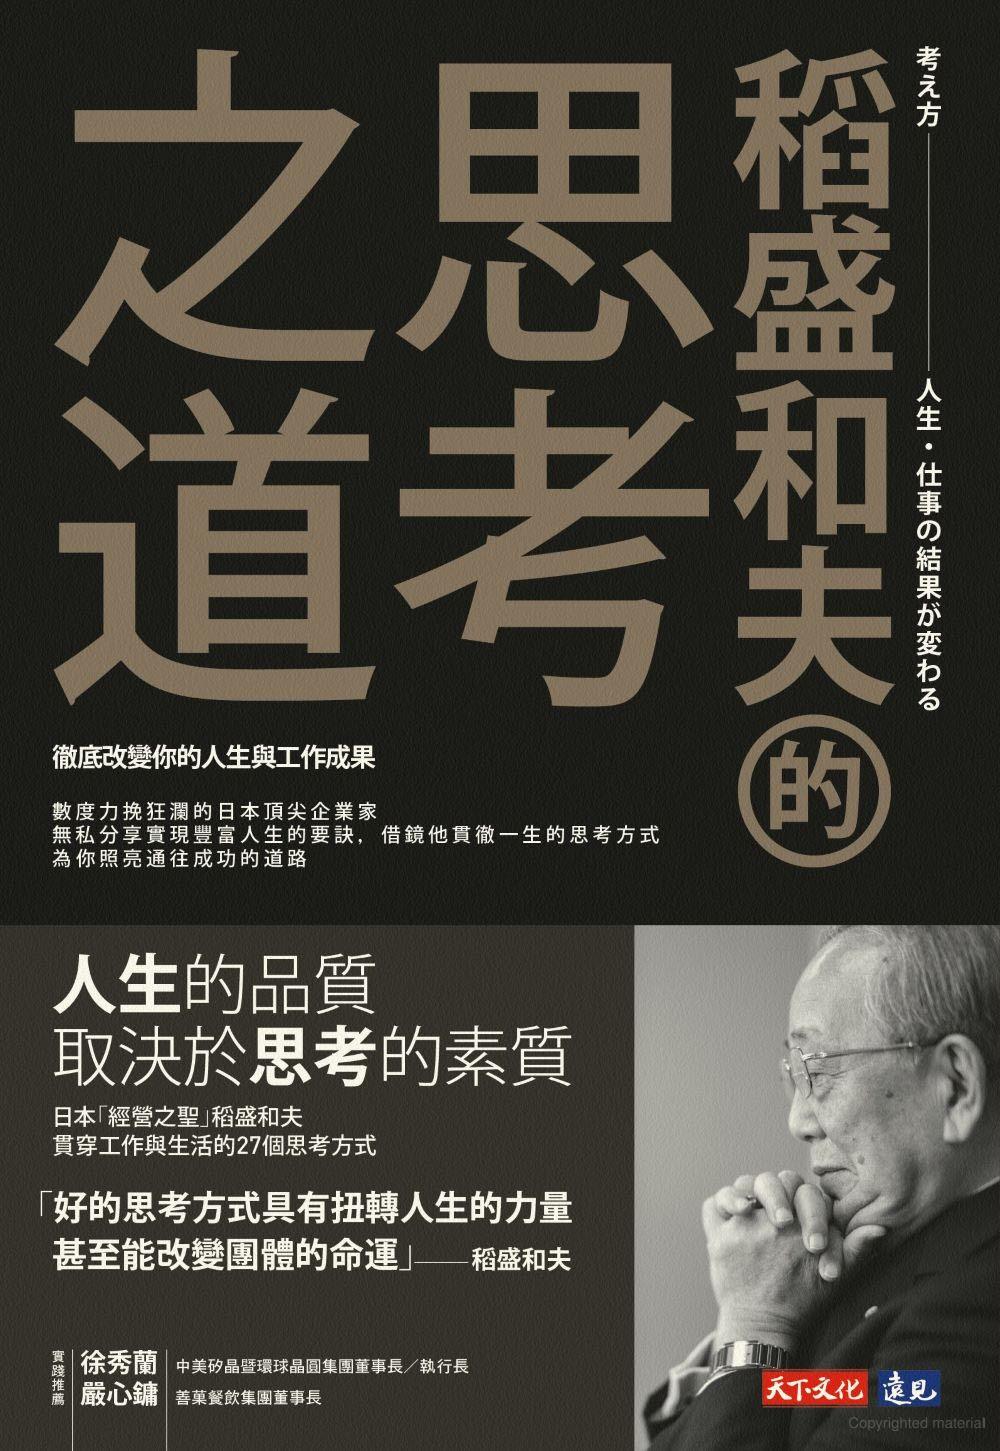 考え方——人生・仕事の結果が変わる
稻盛和夫的
思考
之道
徹底改變你的人生與工作成果
數度力挽狂瀾的日本頂尖企業家
無私分享實現豐富人生的要訣，借鏡他貫徹一生的思考方式
為你照亮通往成功的道路
人生的品質
取決於思考的素質
日本「經營之聖」稻盛和夫
貫穿工作與生活的27個思考方式
「好的思考方式具有扭轉人生的力量
甚至能改變團體的命運」——稻盛和夫
實踐推薦
徐秀蘭 中美矽晶暨環球晶圓集團董事長／執行長
嚴心鏞 善菓餐飲集團董事長
天下文化 遠見
Copyrighted material